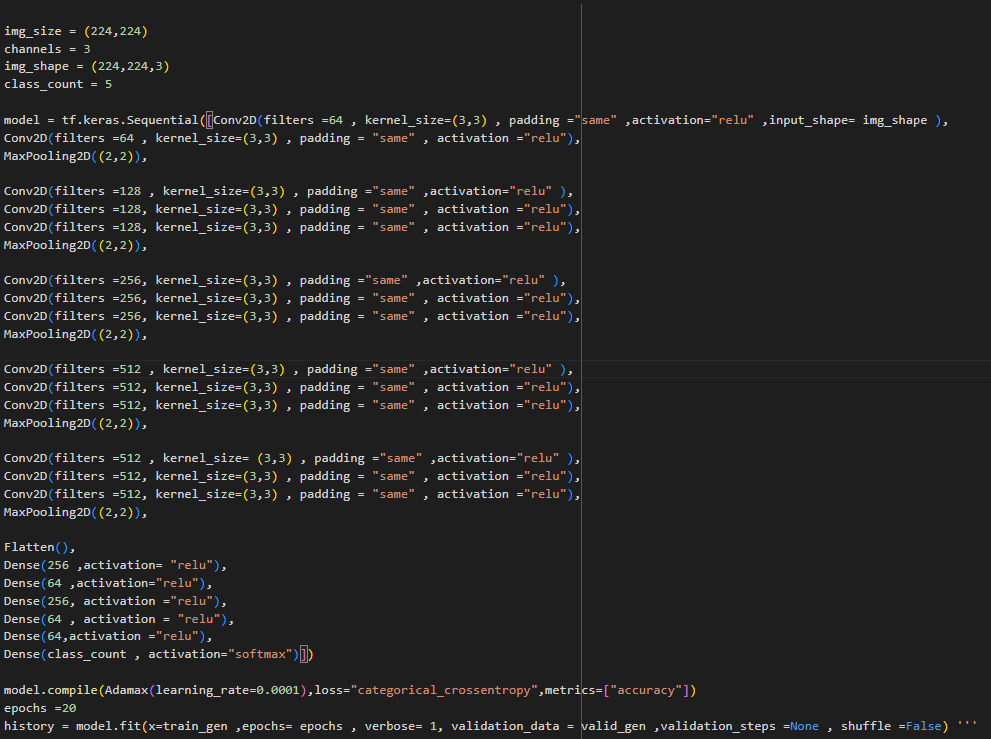 img_size = (224,224)
channels = 3
img_shape = (224,224,3)
class_count = 5
model = tf.keras.Sequential([Conv2D(filters =64 , kernel_size=(3,3) , padding ="same" ,activation="relu" ,input_shape= img_shape ),
Conv2D(filters =64 , kernel_size=(3,3) , padding = "same" , activation ="relu"),
MaxPooling2D((2,2)),
Conv2D(filters =128 , kernel_size=(3,3) , padding ="same" ,activation="relu" ),
Conv2D(filters =128, kernel_size=(3,3) , padding = "same" , activation ="relu"),
Conv2D(filters =128, kernel_size=(3,3) , padding = "same" , activation ="relu"),
MaxPooling2D((2,2)),
Conv2D(filters =256, kernel_size=(3,3) , padding ="same" ,activation="relu" ),
Conv2D(filters =256, kernel_size=(3,3) , padding = "same" , activation ="relu"),
Conv2D(filters =256, kernel_size=(3,3) , padding = "same" , activation ="relu"),
MaxPooling2D((2,2)),
Conv2D(filters =512 , kernel_size=(3,3) , padding ="same" ,activation="relu" ),
Conv2D(filters =512, kernel_size=(3,3) , padding = "same" , activation ="relu"),
Conv2D(filters =512, kernel_size=(3,3) , padding = "same" , activation ="relu"),
MaxPooling2D((2,2)),
Conv2D(filters =512 , kernel_size= (3,3) , padding ="same" ,activation="relu" ),
Conv2D(filters =512, kernel_size=(3,3) , padding = "same" , activation ="relu"),
Conv2D(filters =512, kernel_size=(3,3) , padding = "same" , activation ="relu"),
MaxPooling2D((2,2)),
Flatten(),
Dense(256 ,activation= "relu"),
Dense(64 ,activation="relu"),
Dense(256, activation ="relu"),
Dense(64 , activation = "relu"),
Dense(64,activation ="relu"),
Dense(class_count , activation="softmax")])
model.compile(Adamax(learning_rate=0.0001),loss="categorical_crossentropy",metrics=["accuracy"])
epochs =20
history = model.fit(x=train_gen ,epochs= epochs , verbose= 1, validation_data = valid_gen ,validation_steps =None , shuffle =False) '''